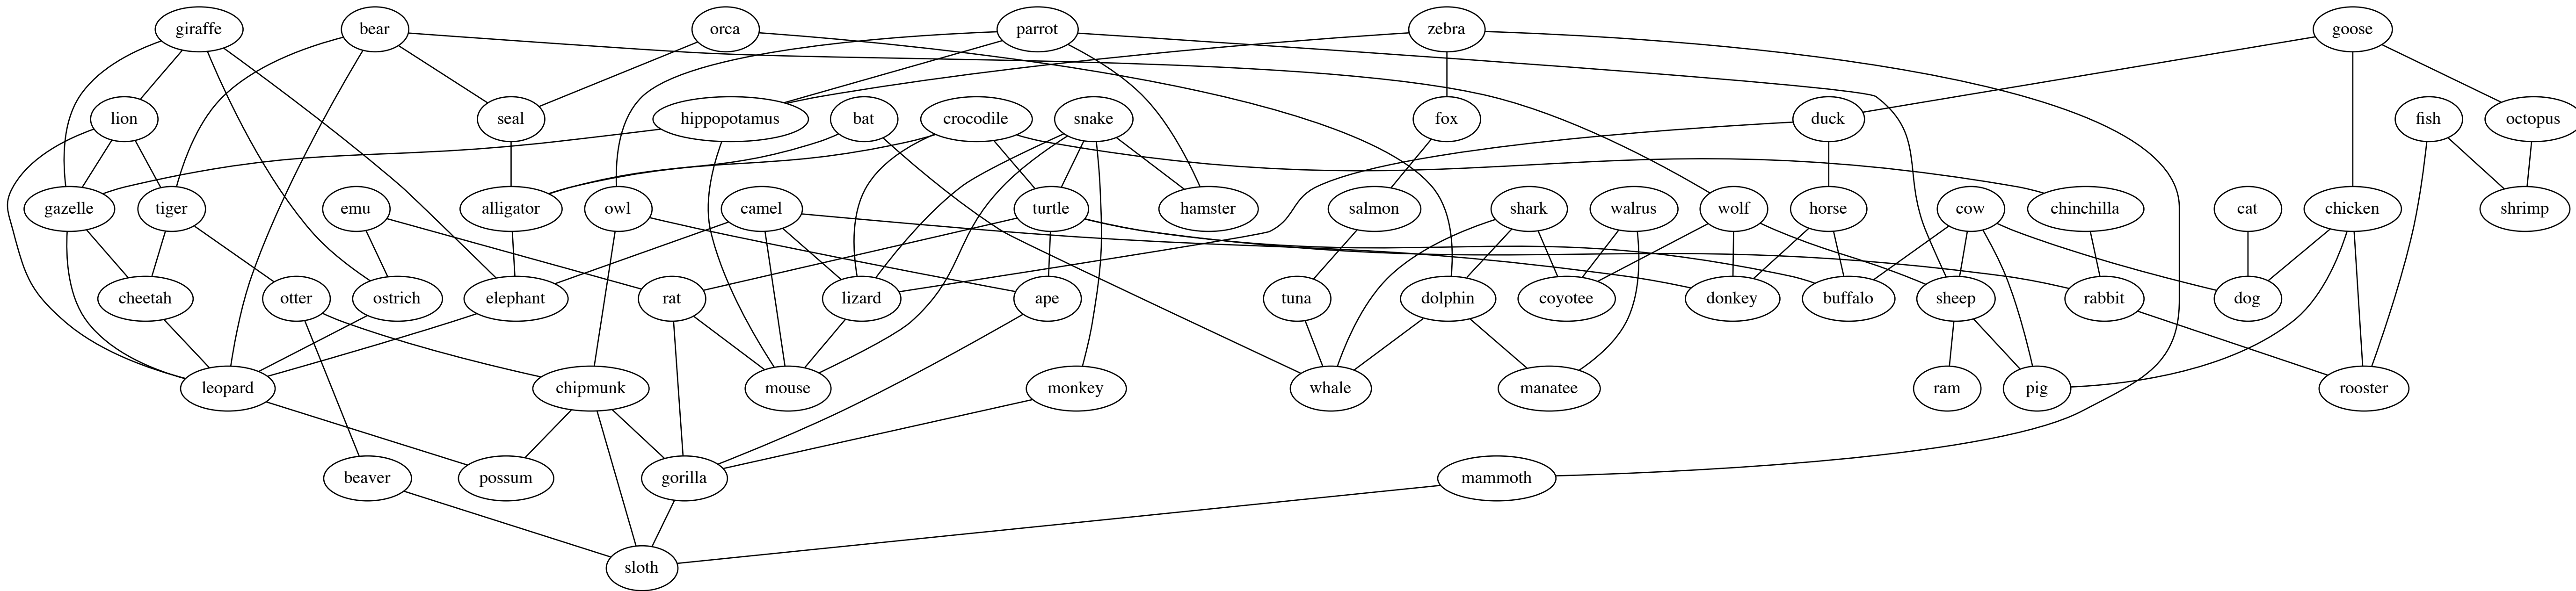 giraffe
bear
orca
parrot
zebra
goose
lion
seal
hippopotamus
bat
crocodile
snake
fox
duck
fish
octopus
gazelle
tiger
emu
alligator
owl
camel
turtle
hamster
salmon
shark
walrus
wolf
horse
cow
chinchilla
cat
chicken
shrimp
cheetah
otter
ostrich
elephant
rat
lizard
ape
tuna
dolphin
coyotee
donkey
buffalo
sheep
rabbit
dog
leopard
chipmunk
mouse
monkey
whale
manatee
ram
pig
rooster
beaver
possum
gorilla
mammoth
sloth